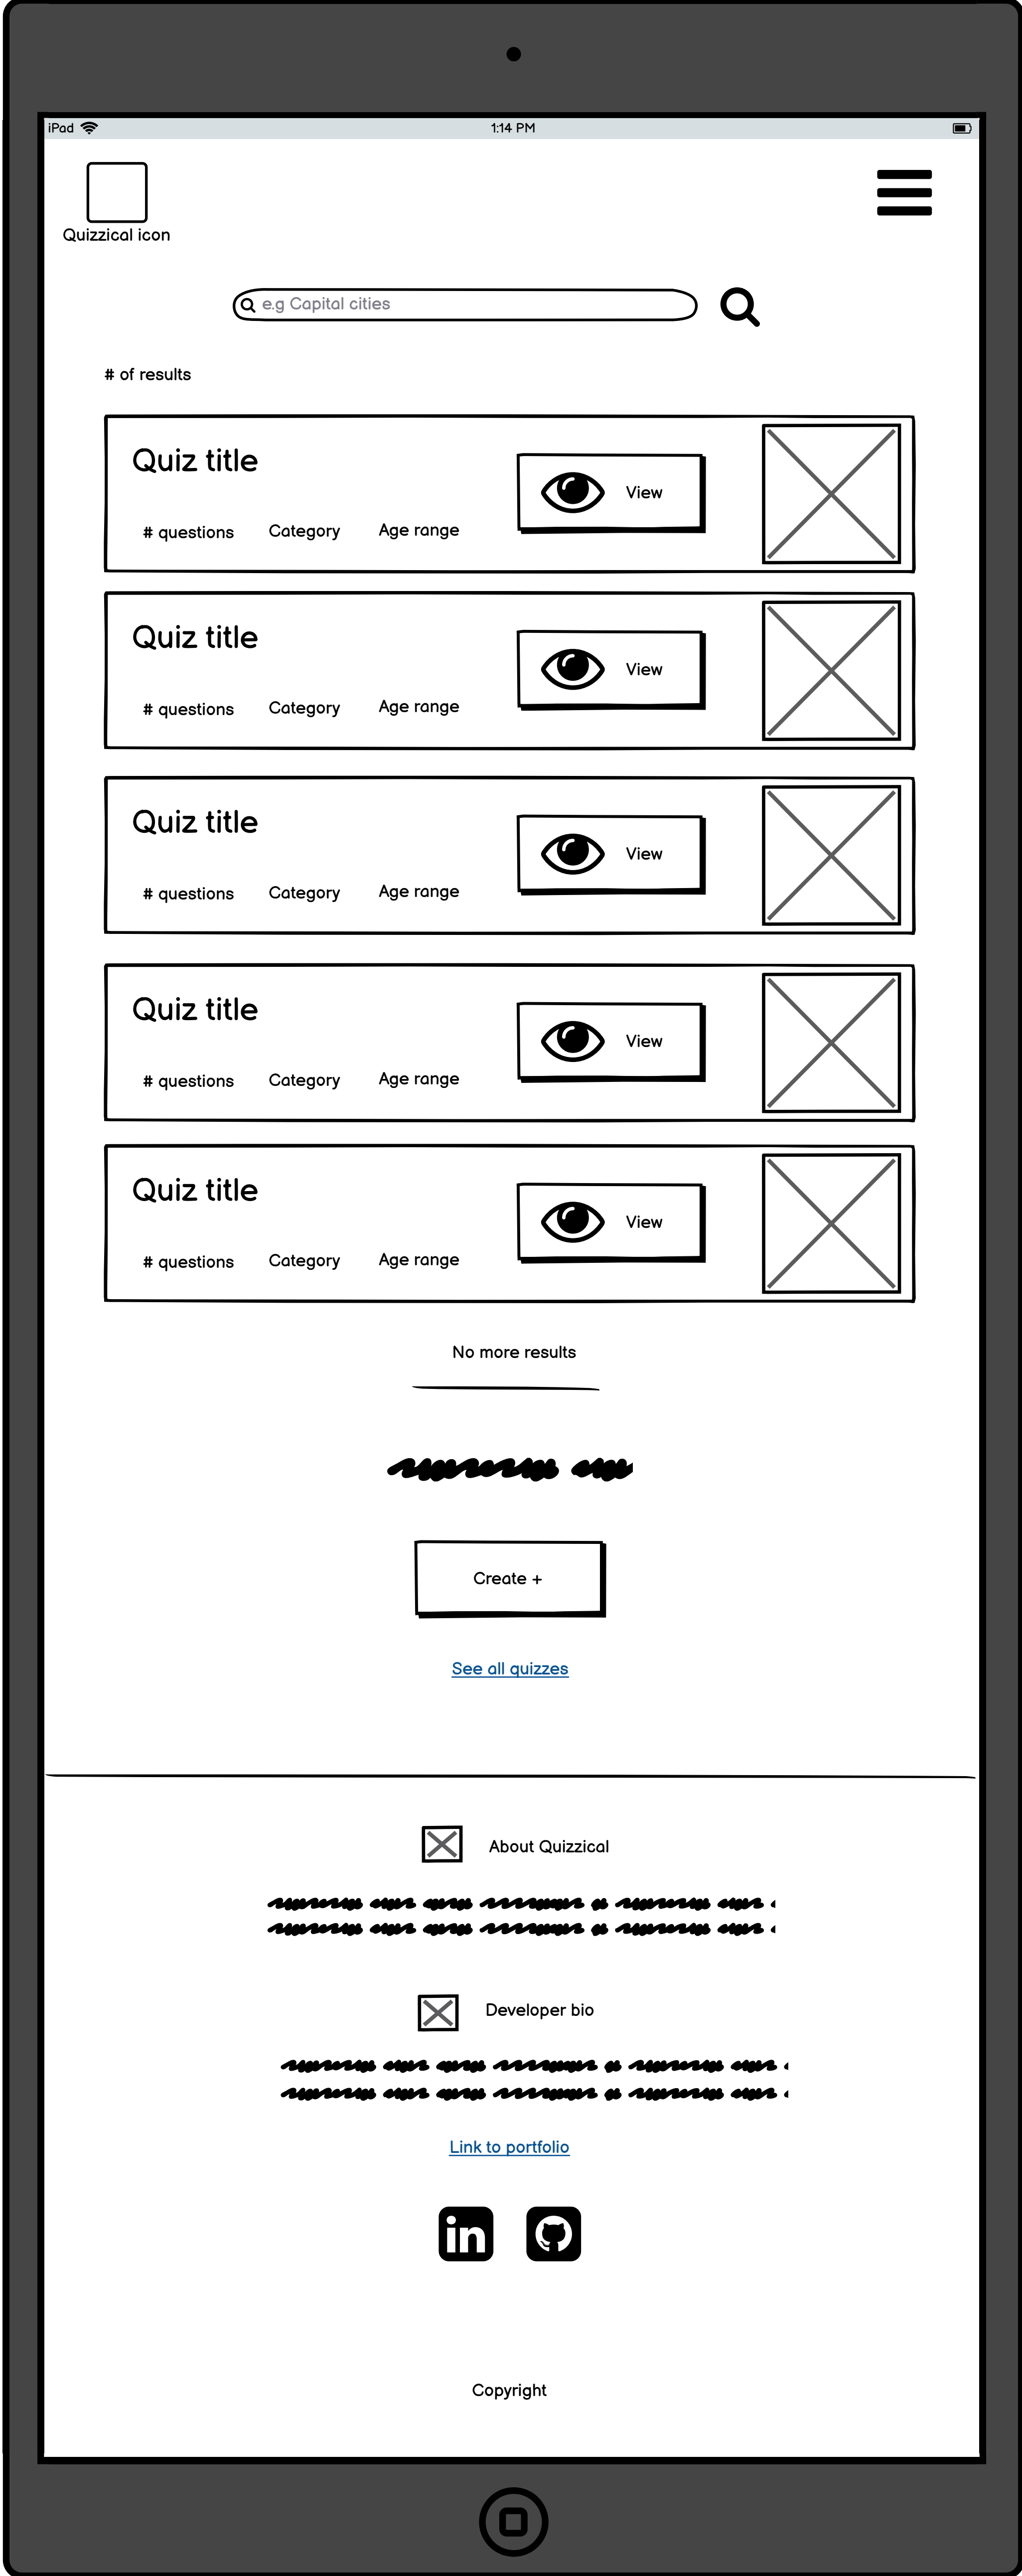 iPad 1:14 PM
Quizzical icon
e.g Capital cities
# of results
Quiz title
View
# questions Category Age range
Quiz title
View
# questions Category Age range
Quiz title
View
# questions Category Age range
Quiz title
View
# questions Category Age range
Quiz title
View
# questions Category Age range
No more results
Create +
See all quizzes
About Quizzical
Developer bio
Link to portfolio
in
Copyright